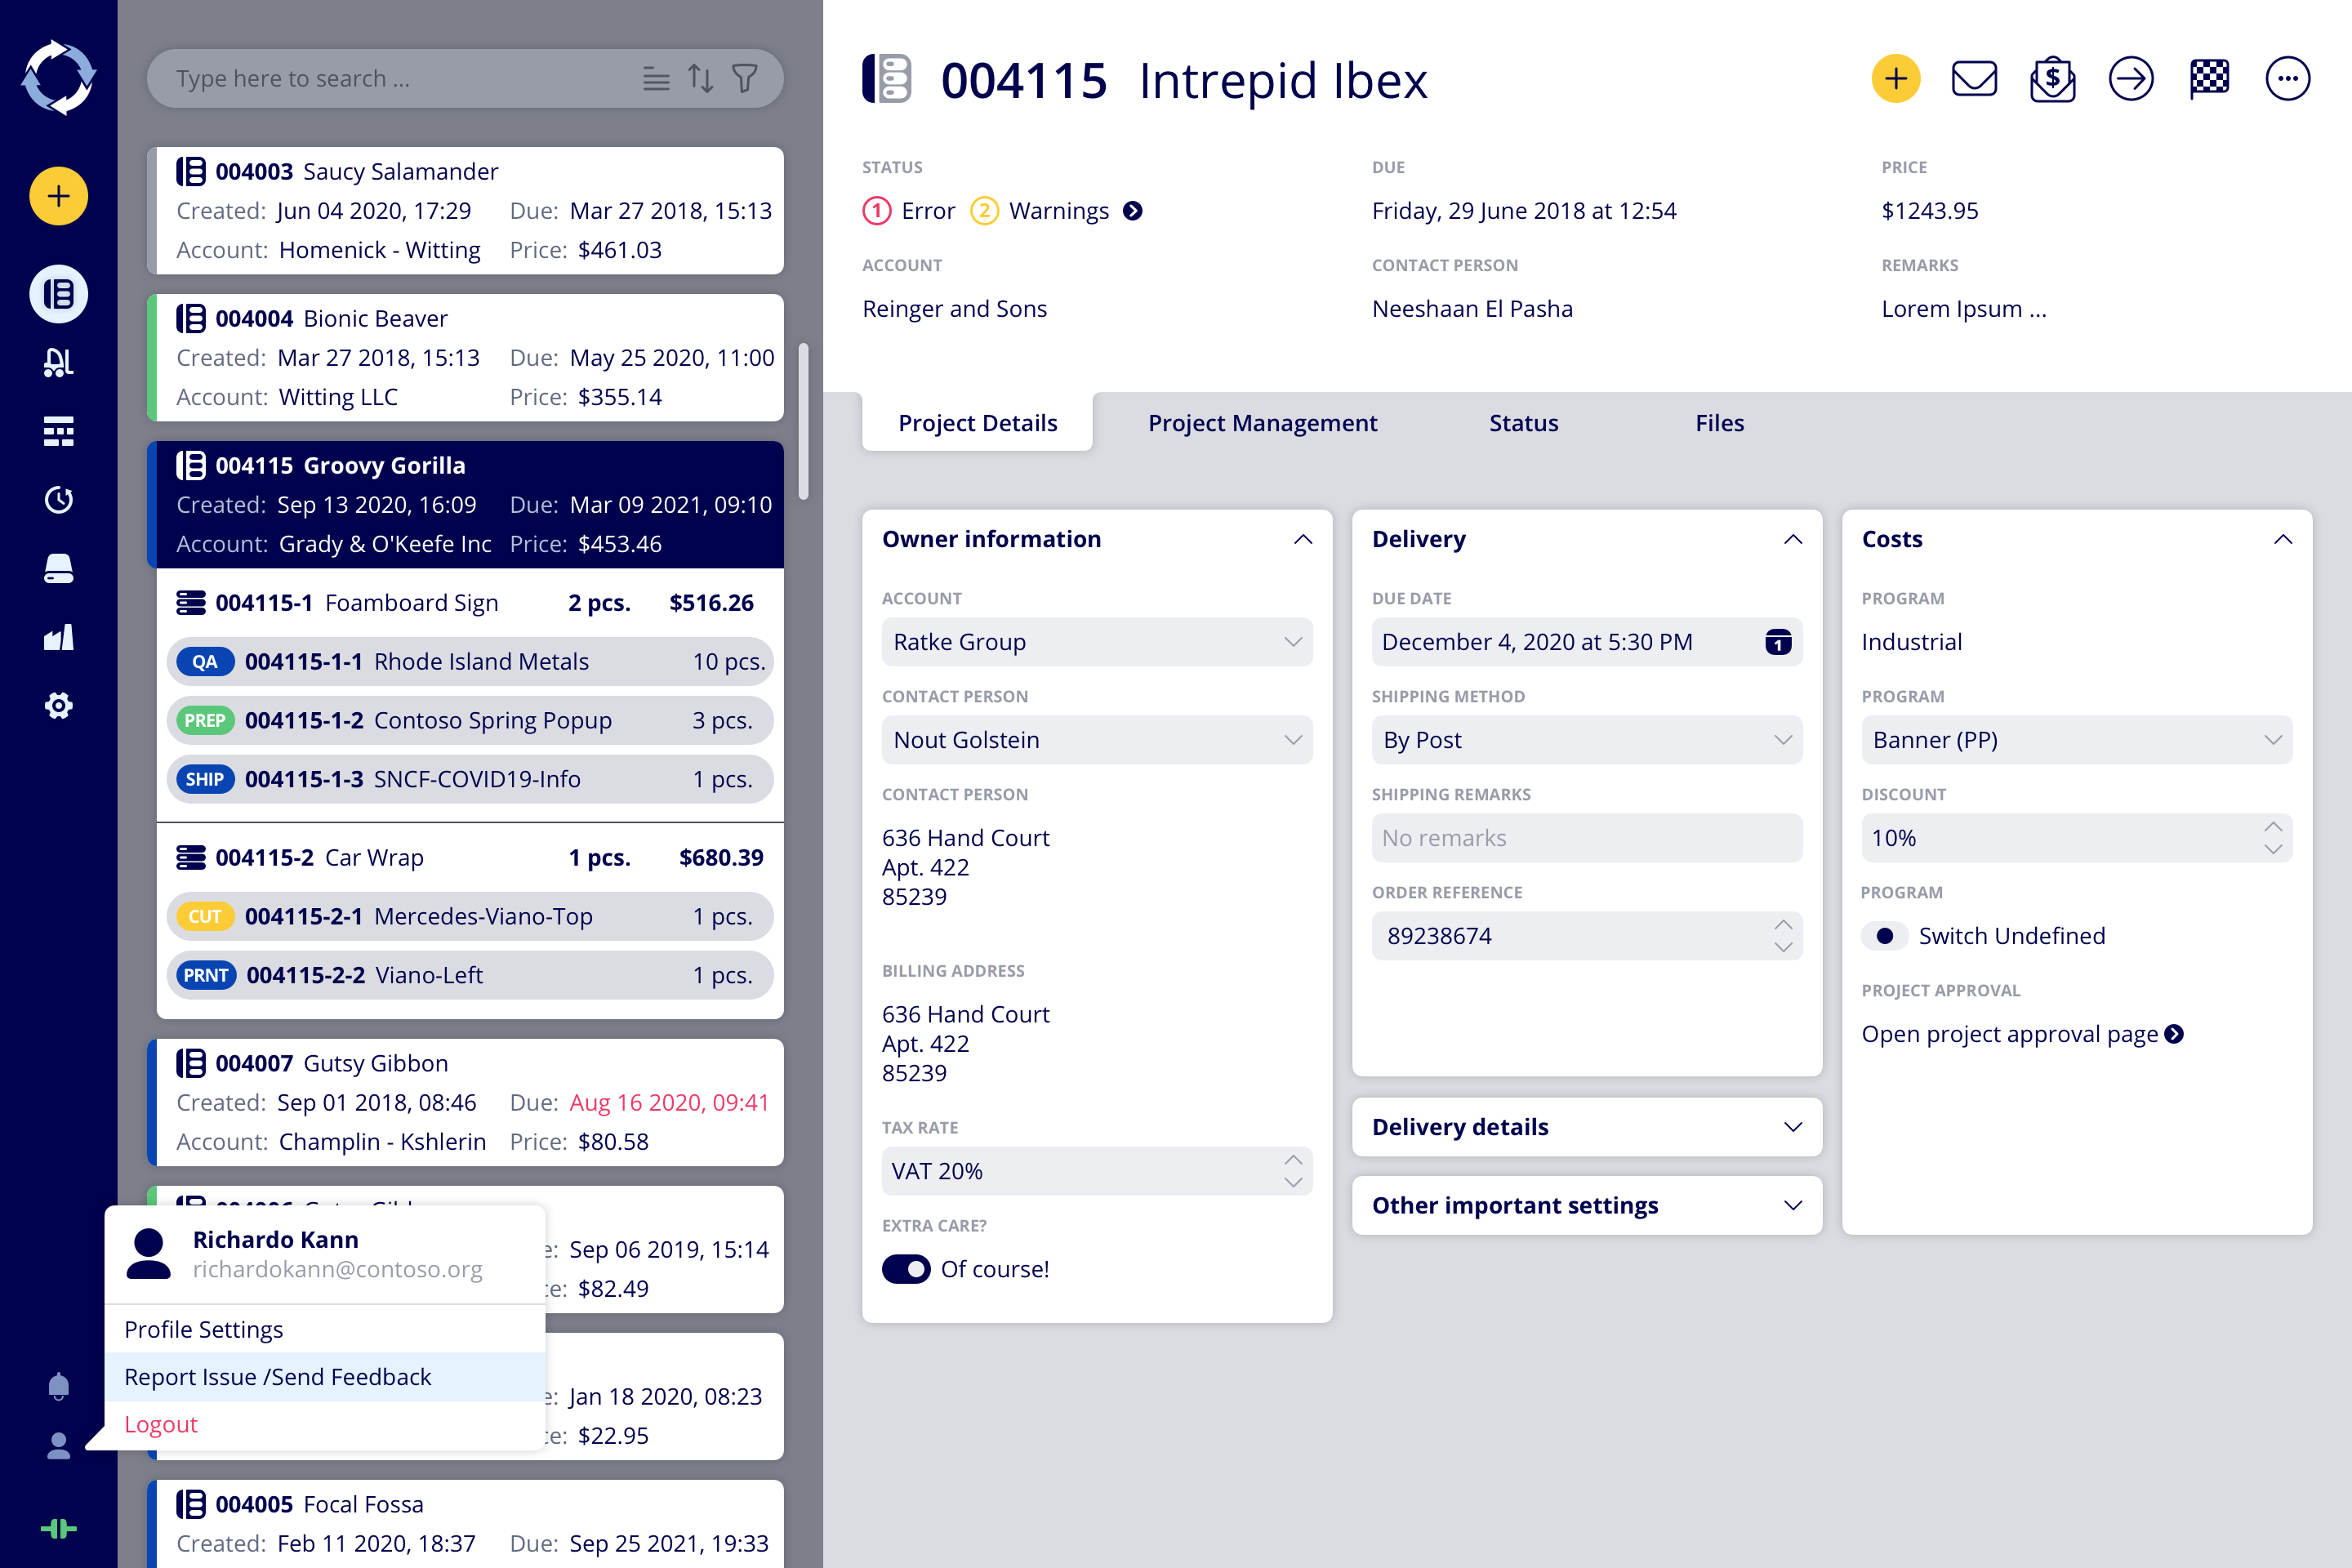 Type here to search ...
004003 Saucy Salamander
Created: Jun 04 2020, 17:29 Due: Mar 27 2018, 15:13
Account: Homenick - Witting Price: $461.03
004004 Bionic Beaver
Created: Mar 27 2018, 15:13 Due: May 25 2020, 11:00
Account: Witting LLC Price: $355.14
004115 Groovy Gorilla
Created: Sep 13 2020, 16:09 Due: Mar 09 2021, 09:10
Account: Grady & O'Keefe Inc Price: $453.46
004115-1 Foamboard Sign 2 pcs. $516.26
QA 004115-1-1 Rhode Island Metals 10 pcs.
PREP 004115-1-2 Contoso Spring Popup 3 pcs.
SHIP 004115-1-3 SNCF-COVID19-Info 1 pcs.
004115-2 Car Wrap 1 pcs. $680.39
CUT 004115-2-1 Mercedes-Viano-Top 1 pcs.
PRNT 004115-2-2 Viano-Left 1 pcs.
004007 Gutsy Gibbon
Created: Sep 01 2018, 08:46 Due: Aug 16 2020, 09:41
Account: Champlin - Kshlerin Price: $80.58
Sep 06 2019, 15:14
$82.49
Jan 18 2020, 08:23
$22.95
Richardo Kann
richardokann@contoso.org
Profile Settings
Report Issue /Send Feedback
Logout
004005 Focal Fossa
Created: Feb 11 2020, 18:37 Due: Sep 25 2021, 19:33
004115 Intrepid Ibex
$
STATUS
1 Error 2 Warnings
DUE
Friday, 29 June 2018 at 12:54
PRICE
$1243.95
ACCOUNT
Reinger and Sons
CONTACT PERSON
Neeshaan El Pasha
REMARKS
Lorem Ipsum ...
Project Details
Project Management
Status
Files
Owner information
ACCOUNT
Ratke Group
CONTACT PERSON
Nout Golstein
CONTACT PERSON
636 Hand Court
Apt. 422
85239
BILLING ADDRESS
636 Hand Court
Apt. 422
85239
TAX RATE
VAT 20%
EXTRA CARE?
Of course!
Delivery
DUE DATE
December 4, 2020 at 5:30 PM
1
SHIPPING METHOD
By Post
SHIPPING REMARKS
No remarks
ORDER REFERENCE
89238674
Delivery details
Other important settings
Costs
PROGRAM
Industrial
PROGRAM
Banner (PP)
DISCOUNT
10%
PROGRAM
Switch Undefined
PROJECT APPROVAL
Open project approval page